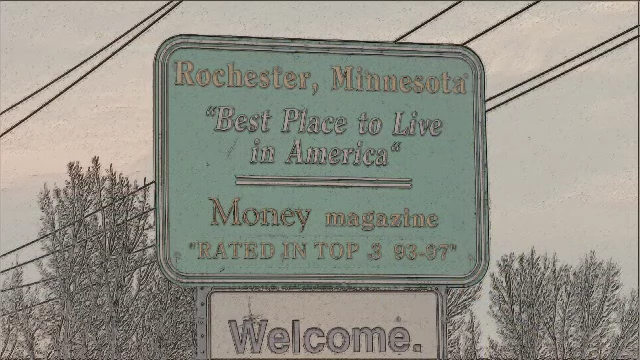 Rochester, Minnesota
"Best Place to Live
in America"
Money magazine
"RATED IN TOP 3 93-97"
Welcome.